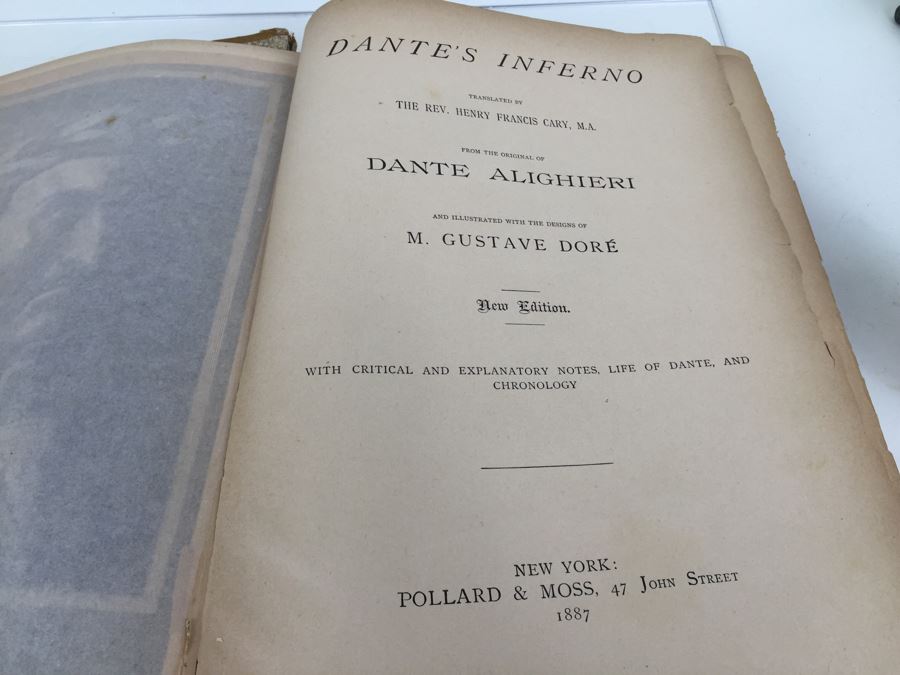 DANTE'S INFERNO
TRANSLATED BY
THE REV. HENRY FRANCIS CARY, M.A.
FROM THE ORIGINAL OF
DANTE ALIGHIERI
AND ILLUSTRATED WITH THE DESIGNS OF
M. GUSTAVE DORÉ
New Edition.
WITH CRITICAL AND EXPLANATORY NOTES, LIFE OF DANTE, AND
CHRONOLOGY
NEW YORK:
POLLARD & MOSS, 47 JOHN STREET
1887